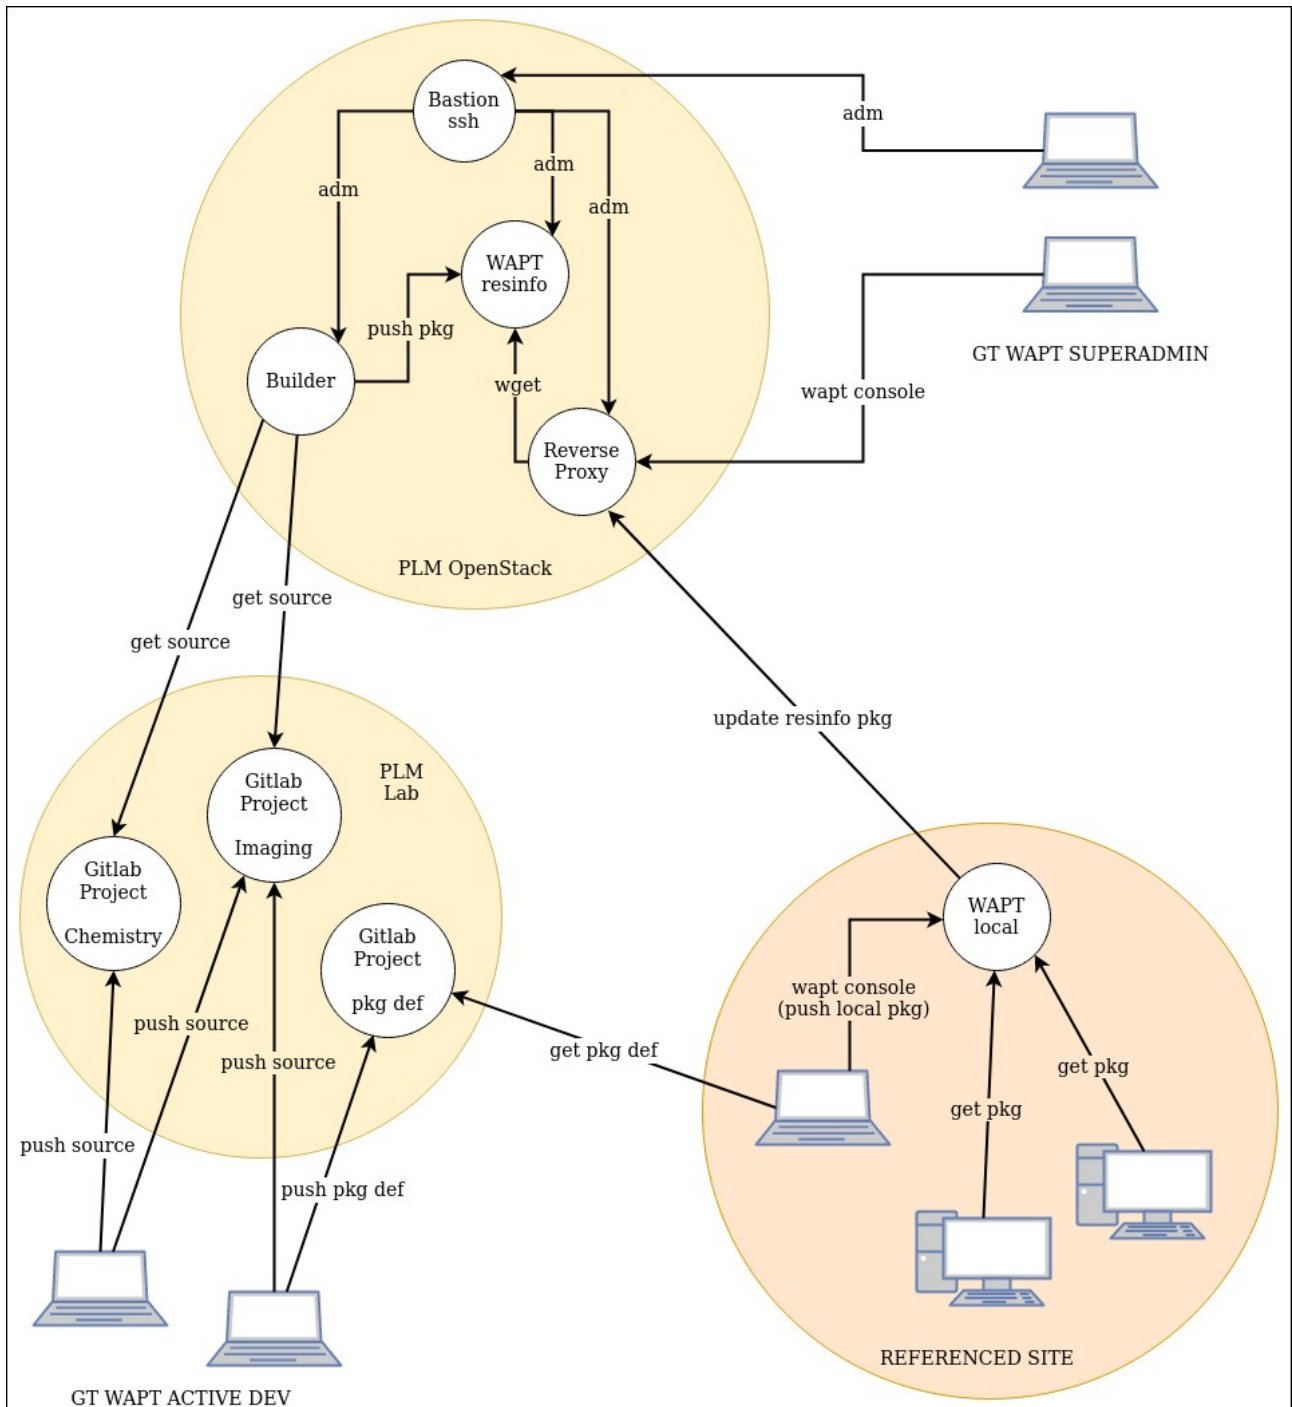 Bastion
ssh
adm
adm
adm
adm
WAPT
resinfo
push pkg
GT WAPT SUPERADMIN
Builder
wget
wapt console
Reverse
Proxy
PLM OpenStack
get source
get source
update resinfo pkg
PLM
Lab
Gitlab
Project
Imaging
Gitlab
Project
Chemistry
Gitlab
Project
pkg def
WAPT
local
wapt console
(push local pkg)
push source
get pkg def
push source
get pkg
get pkg
push source
push pkg def
REFERENCED SITE
GT WAPT ACTIVE DEV